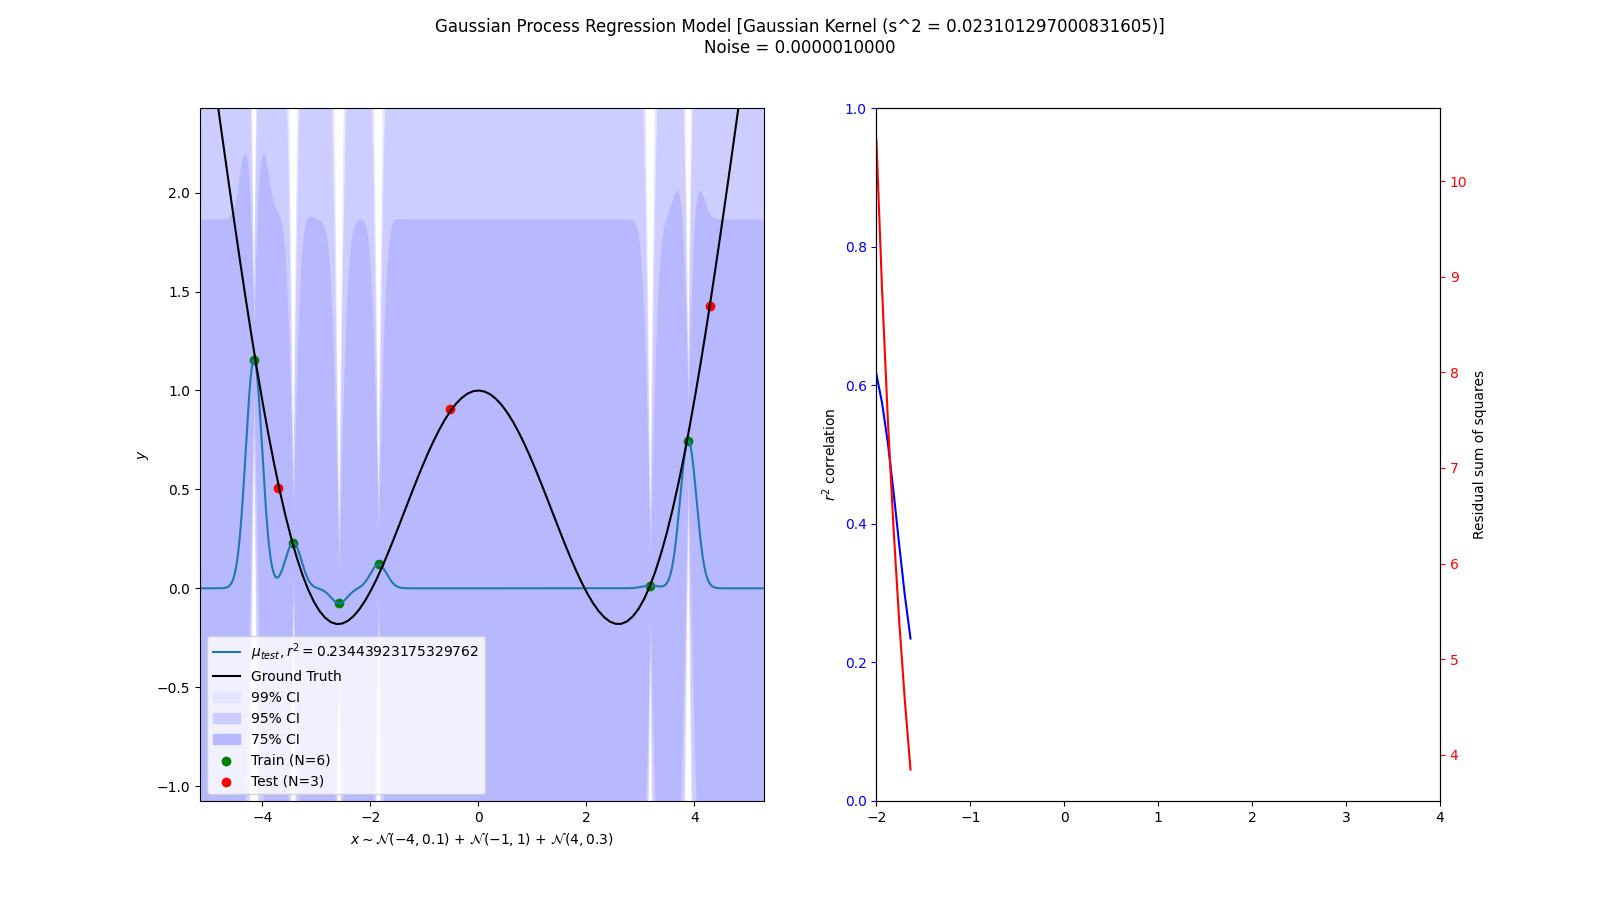 Gaussian Process Regression Model [Gaussian Kernel (s^2 = 0.023101297000831605)]
Noise = 0.0000010000
2.0
1.5
1.0
0.5
0.0
−0.5
−1.0
y
μ_test, r² = 0.23443923175329762
Ground Truth
99% CI
95% CI
75% CI
Train (N=6)
Test (N=3)
−4 −2 0 2 4
x ~ 𝒩(−4, 0.1) + 𝒩(−1, 1) + 𝒩(4, 0.3)
1.0
0.8
0.6
0.4
0.2
0.0
r² correlation
−2 −1 0 1 2 3 4
10
9
8
7
6
5
4
Residual sum of squares